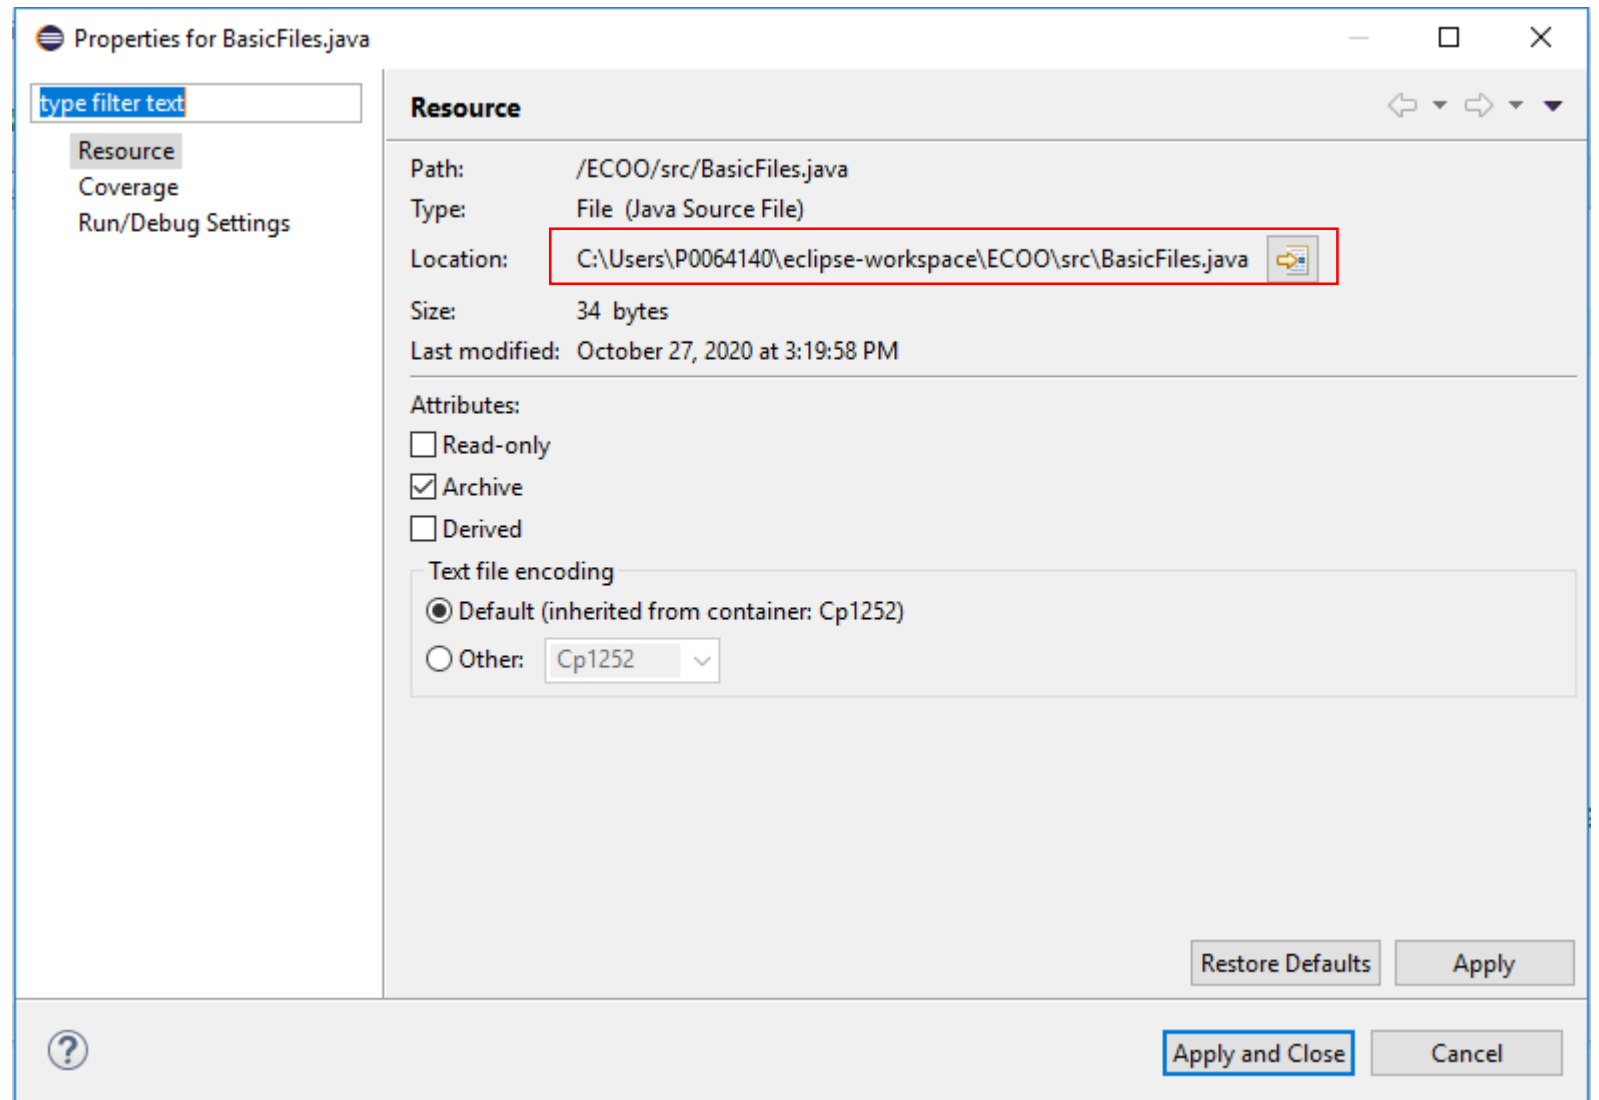 Properties for BasicFiles.java
type filter text
Resource
Coverage
Run/Debug Settings
Resource
Path: /ECOO/src/BasicFiles.java
Type: File (Java Source File)
Location: C:\Users\P0064140\eclipse-workspace\ECOO\src\BasicFiles.java
Size: 34 bytes
Last modified: October 27, 2020 at 3:19:58 PM
Attributes:
Read-only
Archive
Derived
Text file encoding
Default (inherited from container: Cp1252)
Other: Cp1252
Restore Defaults Apply
? Apply and Close Cancel